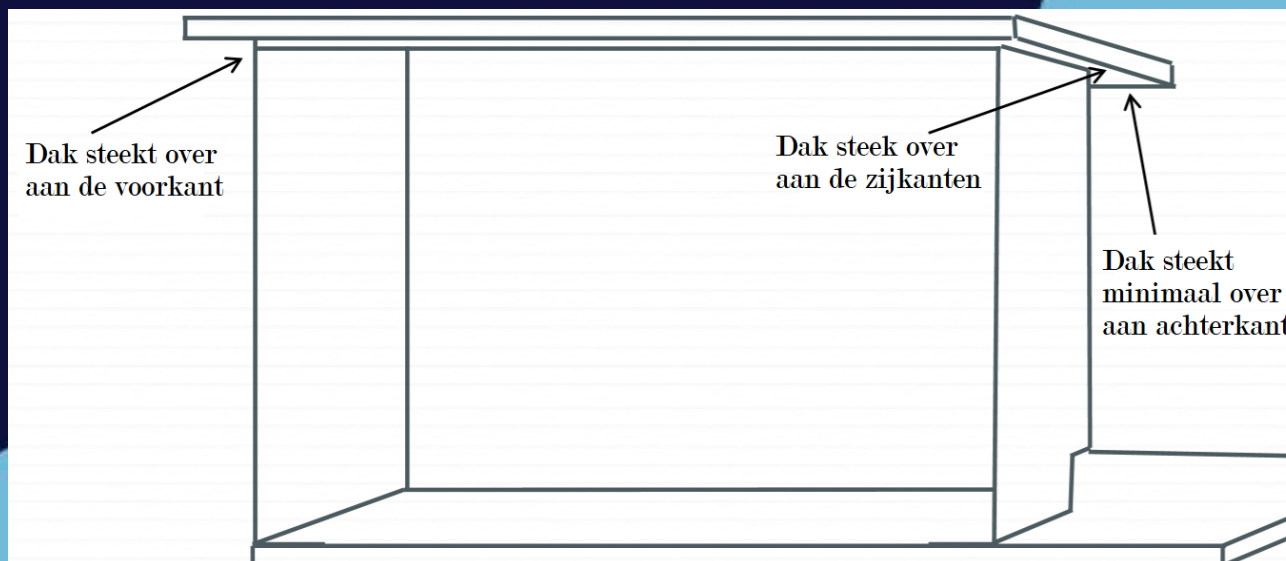 Dak steekt over
aan de voorkant
Dak steek over
aan de zijkanten
Dak steekt
minimaal over
aan achterkant